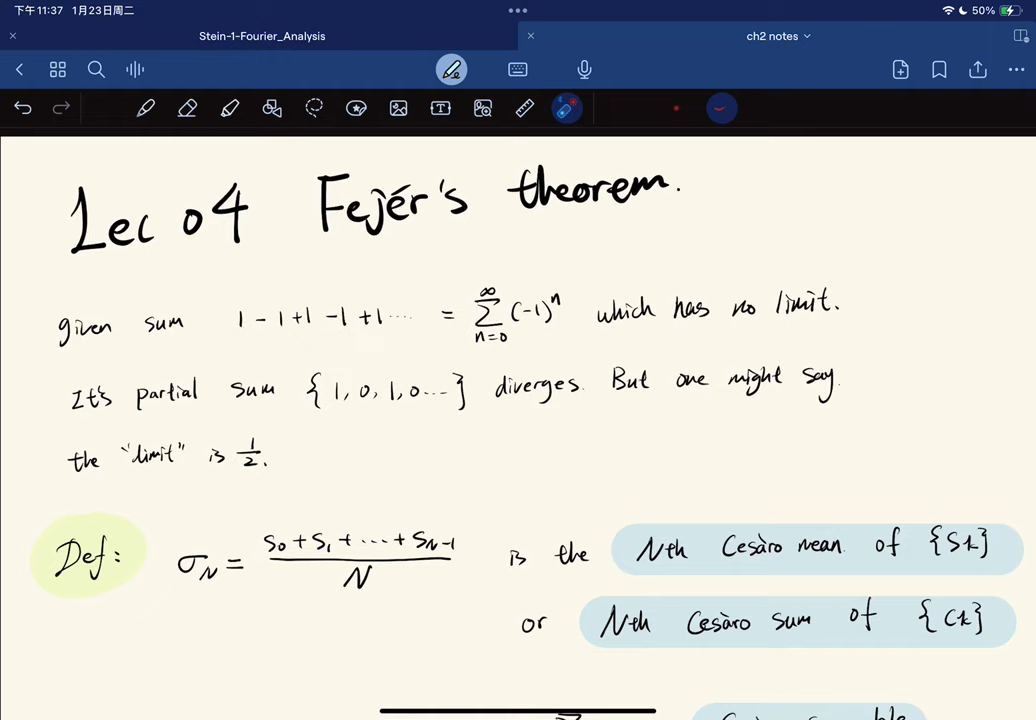 下午11:37 1月23日周二
50%
Stein-1-Fourier_Analysis
ch2 notes
Lec 04 Fejér's theorem.
given sum 1 - 1 + 1 - 1 + 1 ···· = ∑_{n=0}^{∞} (-1)^n which has no limit.
It's partial sum {1, 0, 1, 0 ···} diverges. But one might say
the "limit" is 1/2.
Def: σ_N = (S_0 + S_1 + ··· + S_{N-1}) / N is the Nth Cesàro mean. of {Sk}
or Nth Cesàro sum of {Ck}